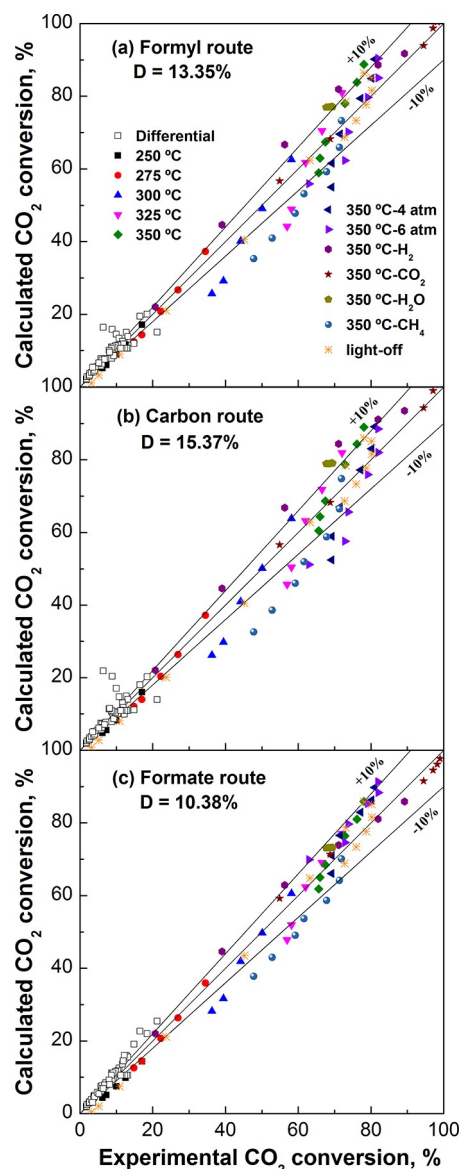 100
80
60
40
20
100
80
60
40
20
100
80
60
40
20
0
Calculated CO₂ conversion, %
Calculated CO₂ conversion, %
Calculated CO₂ conversion, %
(a) Formyl route
D = 13.35%
+10%
-10%
Differential
250 ºC
275 ºC
300 ºC
325 ºC
350 ºC
350 ºC-4 atm
350 ºC-6 atm
350 ºC-H₂
350 ºC-CO₂
350 ºC-H₂O
350 ºC-CH₄
light-off
(b) Carbon route
D = 15.37%
+10%
-10%
(c) Formate route
D = 10.38%
+10%
-10%
0 20 40 60 80 100
Experimental CO₂ conversion, %